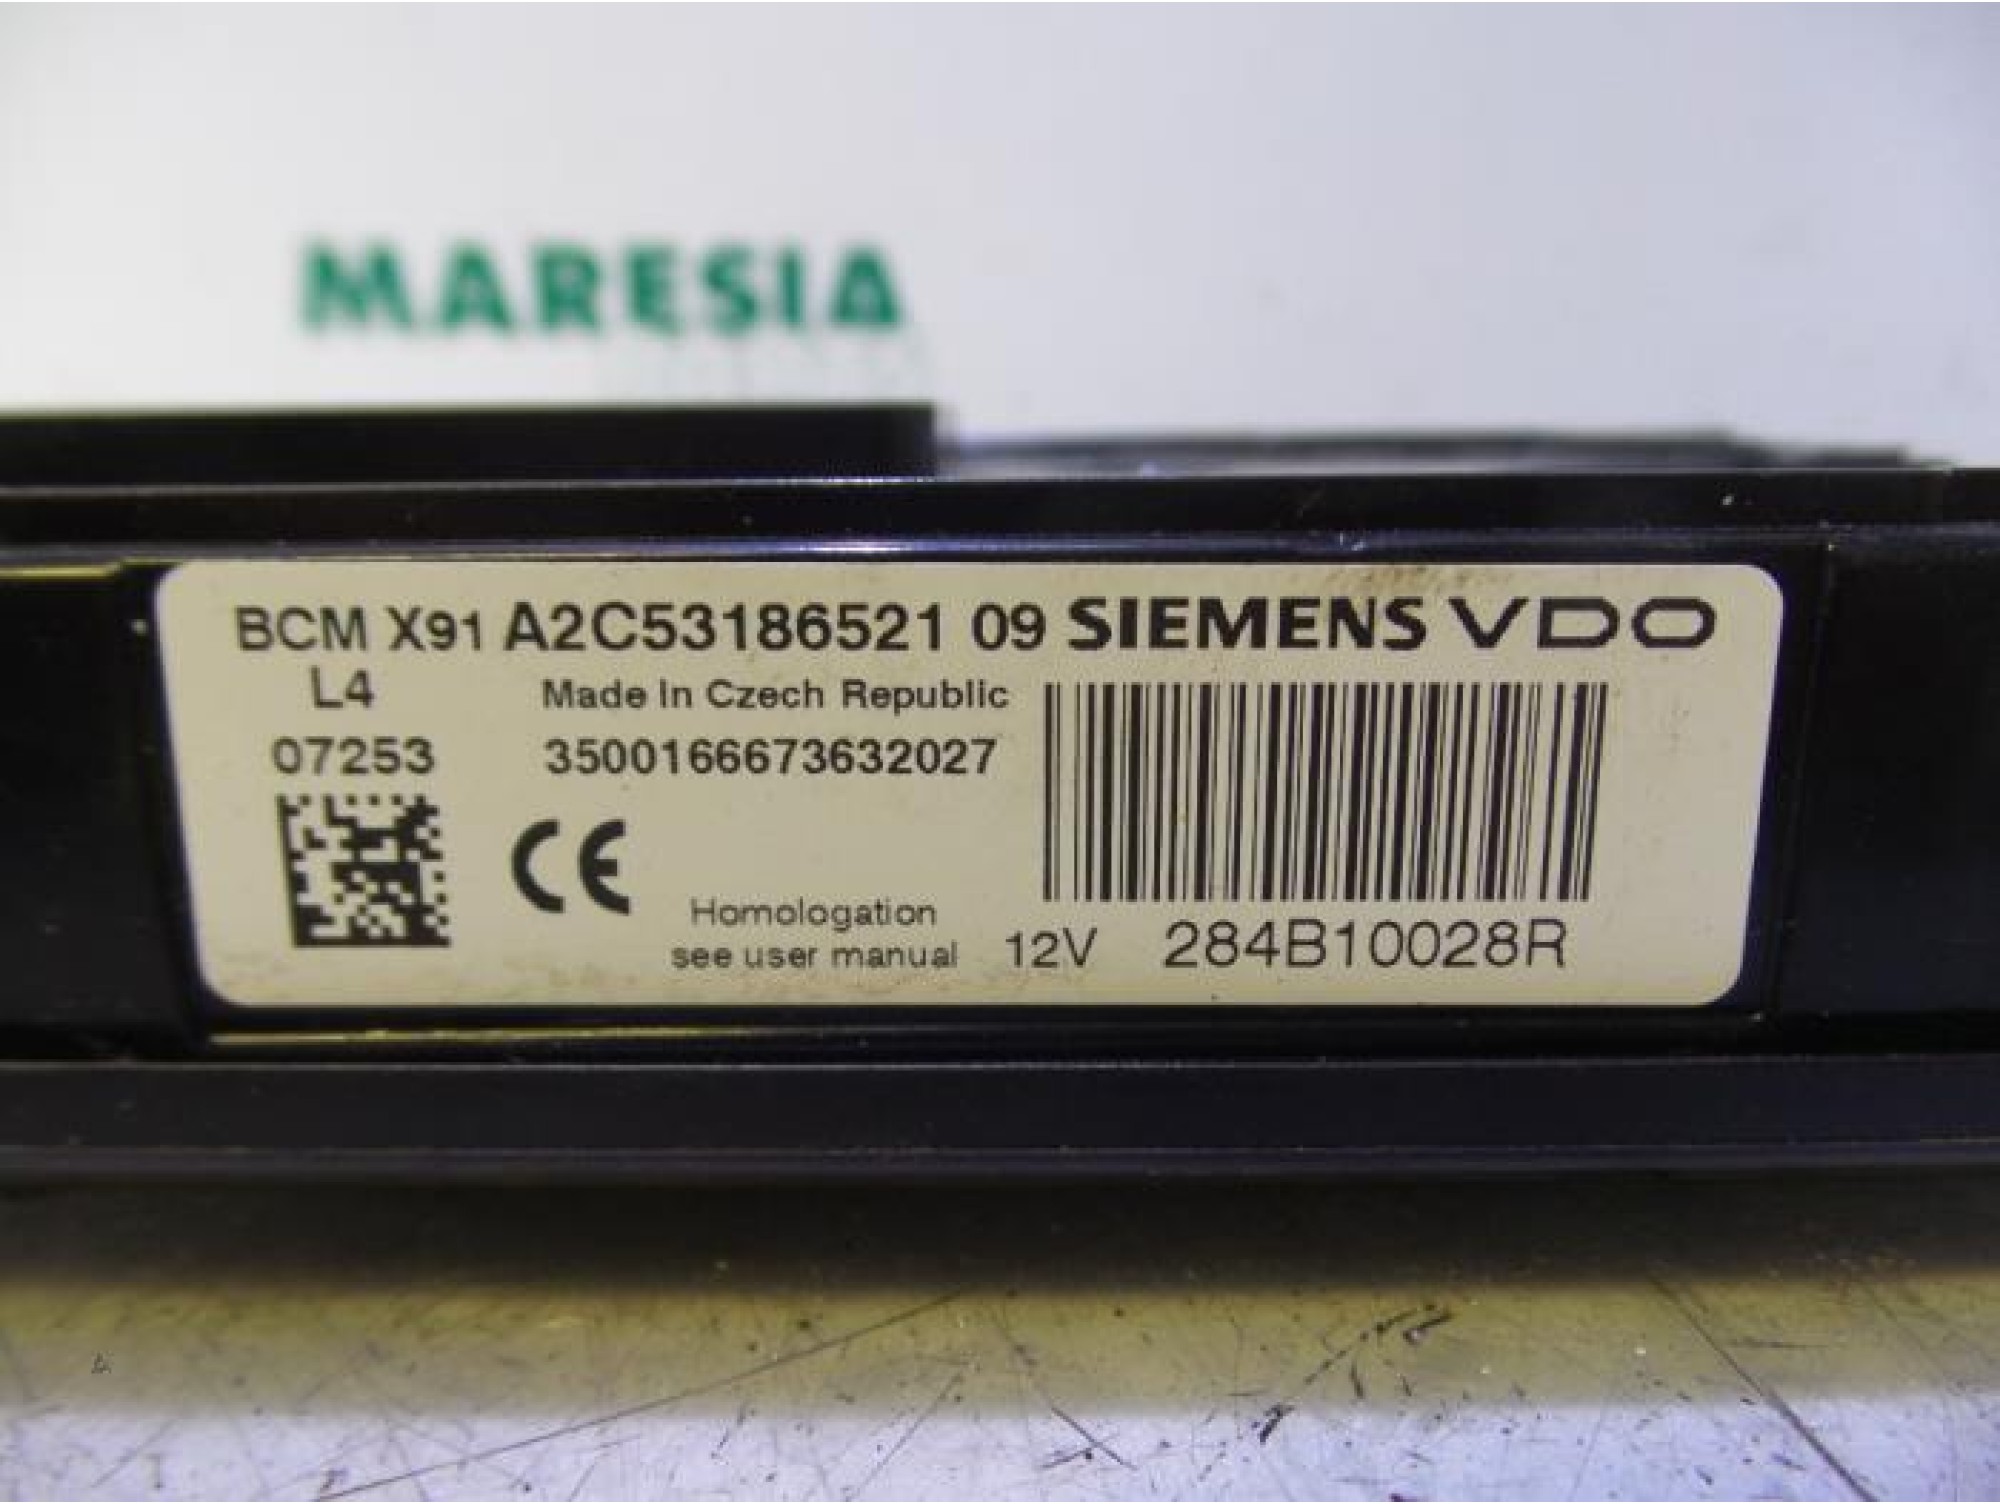 MARESIA
BCM X91 A2C53186521 09 SIEMENS VDO
L4 Made In Czech Republic
07253 3500166673632027
CE
Homologation
see user manual 12V 284B10028R